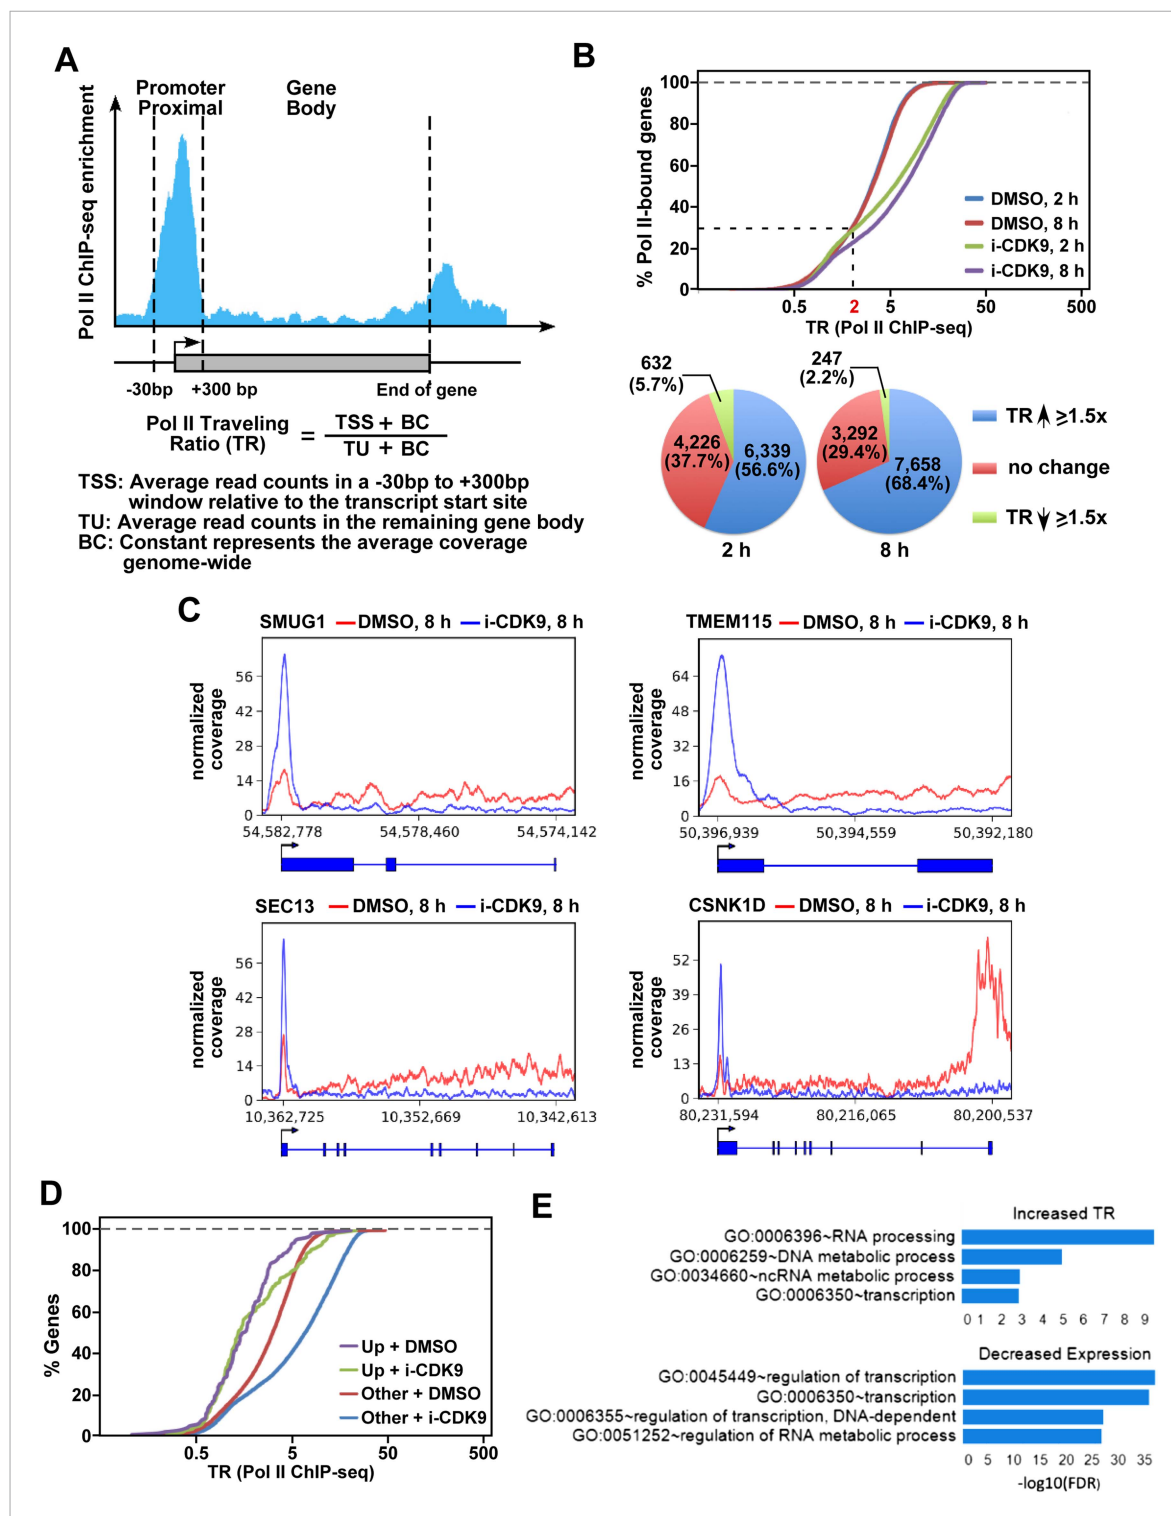 A
Promoter Proximal
Gene Body
Pol II ChIP-seq enrichment
-30bp
+300 bp
End of gene
Pol II Traveling Ratio (TR) = TSS + BC / TU + BC
TSS: Average read counts in a -30bp to +300bp
window relative to the transcript start site
TU: Average read counts in the remaining gene body
BC: Constant represents the average coverage
genome-wide
B
% Pol II-bound genes
100
80
60
40
20
0
DMSO, 2 h
DMSO, 8 h
i-CDK9, 2 h
i-CDK9, 8 h
0.5 2 5 50 500
TR (Pol II ChIP-seq)
632
(5.7%)
4,226
(37.7%)
6,339
(56.6%)
2 h
247
(2.2%)
3,292
(29.4%)
7,658
(68.4%)
8 h
TR ⩾1.5x
no change
TR ⩾1.5x
C
SMUG1 DMSO, 8 h i-CDK9, 8 h
normalized coverage
56
42
28
14
0
54,582,778 54,578,460 54,574,142
TMEM115 DMSO, 8 h i-CDK9, 8 h
normalized coverage
64
48
32
16
0
50,396,939 50,394,559 50,392,180
SEC13 DMSO, 8 h i-CDK9, 8 h
normalized coverage
56
42
28
14
0
10,362,725 10,352,669 10,342,613
CSNK1D DMSO, 8 h i-CDK9, 8 h
normalized coverage
52
39
26
13
0
80,231,594 80,216,065 80,200,537
D
% Genes
100
80
60
40
20
0
Up + DMSO
Up + i-CDK9
Other + DMSO
Other + i-CDK9
0.5 5 50 500
TR (Pol II ChIP-seq)
E
Increased TR
GO:0006396~RNA processing
GO:0006259~DNA metabolic process
GO:0034660~ncRNA metabolic process
GO:0006350~transcription
0 1 2 3 4 5 7 8 9
Decreased Expression
GO:0045449~regulation of transcription
GO:0006350~transcription
GO:0006355~regulation of transcription, DNA-dependent
GO:0051252~regulation of RNA metabolic process
0 5 10 15 20 25 30 35
-log10(FDR)